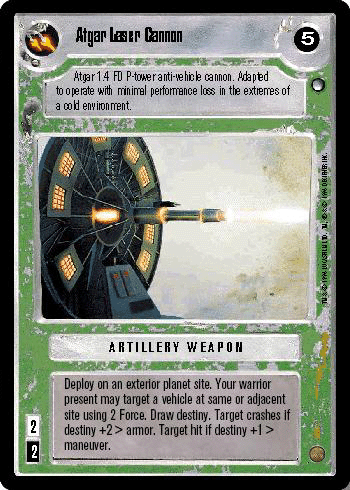 Atgar Laser Cannon
5
Atgar 1.4 FD P-tower anti-vehicle cannon. Adapted
to operate with minimal performance loss in the extremes of
a cold environment.
ARTILLERY WEAPON
Deploy on an exterior planet site. Your warrior
present may target a vehicle at same or adjacent
site using 2 Force. Draw destiny. Target crashes if
destiny +2 > armor. Target hit if destiny +1 >
maneuver.
2
2